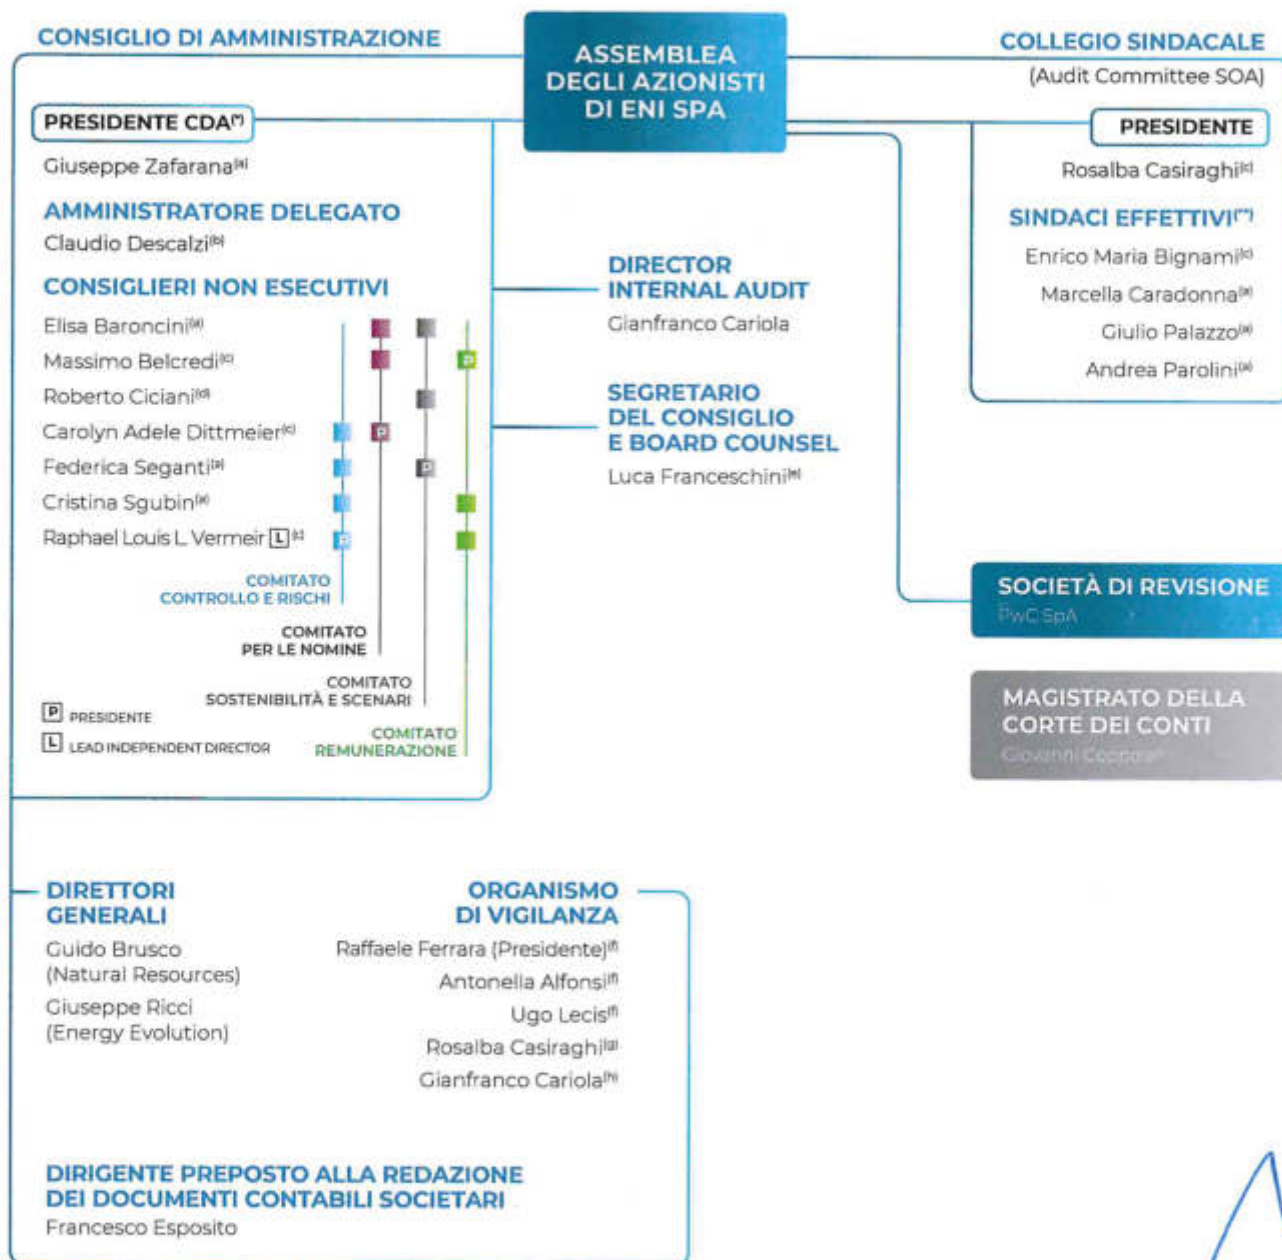 CONSIGLIO DI AMMINISTRAZIONE
ASSEMBLEA
DEGLI AZIONISTI
DI ENI SPA
COLLEGIO SINDACALE
(Audit Committee SOA)
PRESIDENTE CDA(*)
Giuseppe Zafarana(a)
AMMINISTRATORE DELEGATO
Claudio Descalzi(b)
CONSIGLIERI NON ESECUTIVI
Elisa Baroncini(a)
Massimo Belcredi(c) P
Roberto Ciciani(d)
Carolyn Adele Dittmeier(c) P
Federica Seganti(a) P
Cristina Sgubin(a)
Raphael Louis L. Vermeir L (c) P
COMITATO
CONTROLLO E RISCHI
COMITATO
PER LE NOMINE
COMITATO
SOSTENIBILITÀ E SCENARI
COMITATO
REMUNERAZIONE
P PRESIDENTE
L LEAD INDEPENDENT DIRECTOR
DIRECTOR
INTERNAL AUDIT
Gianfranco Cariola
SEGRETARIO
DEL CONSIGLIO
E BOARD COUNSEL
Luca Franceschini(e)
PRESIDENTE
Rosalba Casiraghi(c)
SINDACI EFFETTIVI(**)
Enrico Maria Bignami(c)
Marcella Caradonna(a)
Giulio Palazzo(a)
Andrea Parolini(a)
SOCIETÀ DI REVISIONE
PwC SpA
MAGISTRATO DELLA
CORTE DEI CONTI
Giovanni Coppola
DIRETTORI
GENERALI
Guido Brusco
(Natural Resources)
Giuseppe Ricci
(Energy Evolution)
ORGANISMO
DI VIGILANZA
Raffaele Ferrara (Presidente)(f)
Antonella Alfonsi(f)
Ugo Lecis(f)
Rosalba Casiraghi(g)
Gianfranco Cariola(h)
DIRIGENTE PREPOSTO ALLA REDAZIONE
DEI DOCUMENTI CONTABILI SOCIETARI
Francesco Esposito